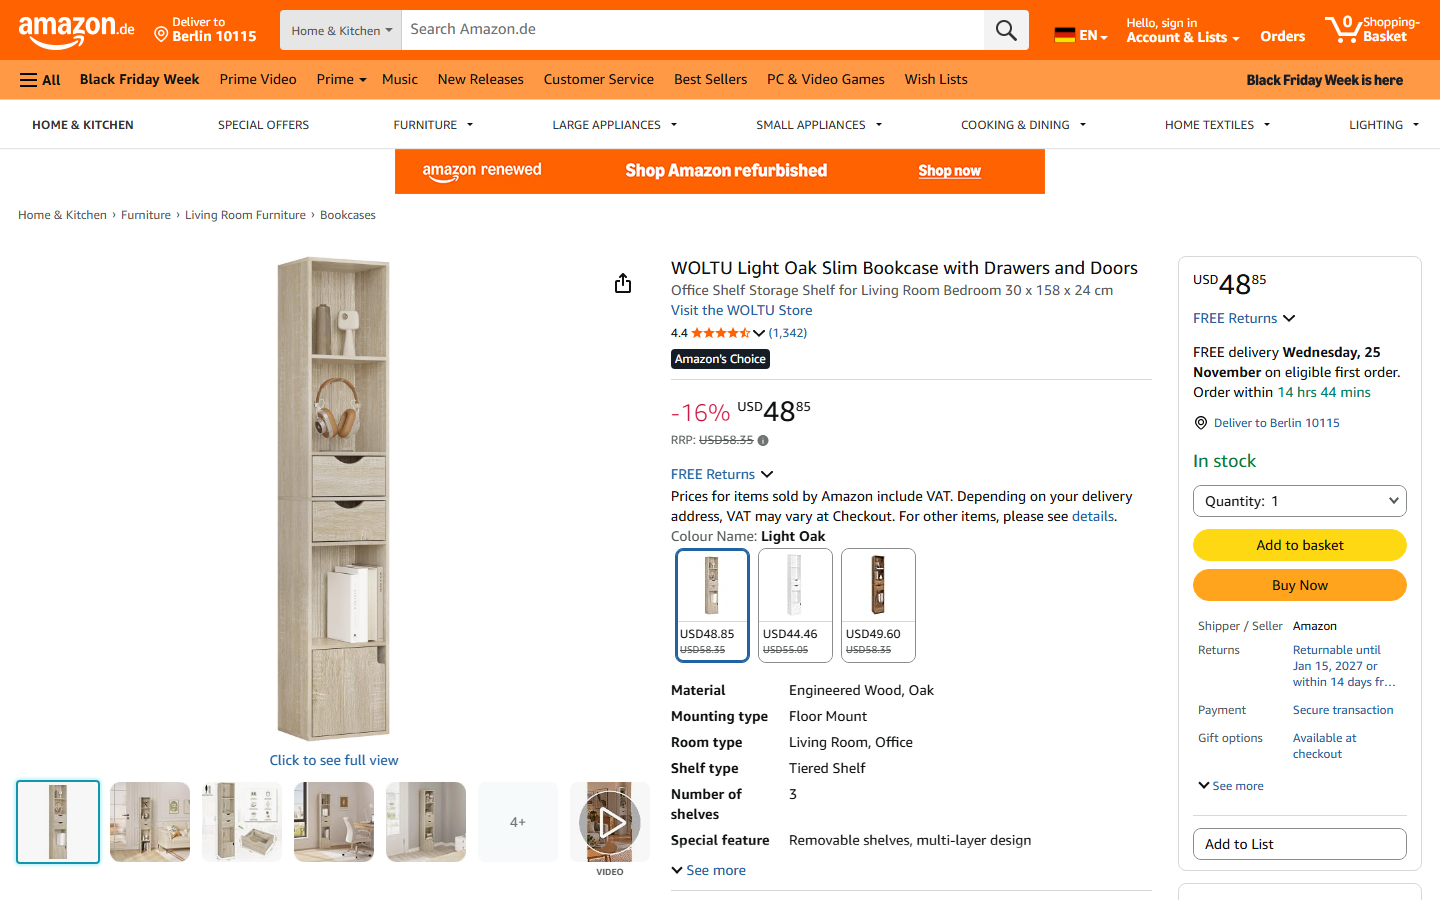 amazon.de
Deliver to
Berlin 10115
Home & Kitchen
Search Amazon.de
EN
Hello, sign in
Account & Lists
Orders
0
Shopping-
Basket
All
Black Friday Week
Prime Video
Prime
Music
New Releases
Customer Service
Best Sellers
PC & Video Games
Wish Lists
Black Friday Week is here
HOME & KITCHEN
SPECIAL OFFERS
FURNITURE
LARGE APPLIANCES
SMALL APPLIANCES
COOKING & DINING
HOME TEXTILES
LIGHTING
amazon renewed
Shop Amazon refurbished
Shop now
Home & Kitchen › Furniture › Living Room Furniture › Bookcases
Click to see full view
4+
VIDEO
WOLTU Light Oak Slim Bookcase with Drawers and Doors
Office Shelf Storage Shelf for Living Room Bedroom 30 x 158 x 24 cm
Visit the WOLTU Store
4.4 (1,342)
Amazon's Choice
-16% USD48 85
RRP: USD58.35
FREE Returns
Prices for items sold by Amazon include VAT. Depending on your delivery
address, VAT may vary at Checkout. For other items, please see details.
Colour Name: Light Oak
USD48.85
USD58.35
USD44.46
USD55.05
USD49.60
USD58.35
Material Engineered Wood, Oak
Mounting type Floor Mount
Room type Living Room, Office
Shelf type Tiered Shelf
Number of shelves 3
Special feature Removable shelves, multi-layer design
See more
USD48 85
FREE Returns
FREE delivery Wednesday, 25
November on eligible first order.
Order within 14 hrs 44 mins
Deliver to Berlin 10115
In stock
Quantity: 1
Add to basket
Buy Now
Shipper / Seller Amazon
Returns Returnable until
Jan 15, 2027 or
within 14 days fr…
Payment Secure transaction
Gift options Available at
checkout
See more
Add to List